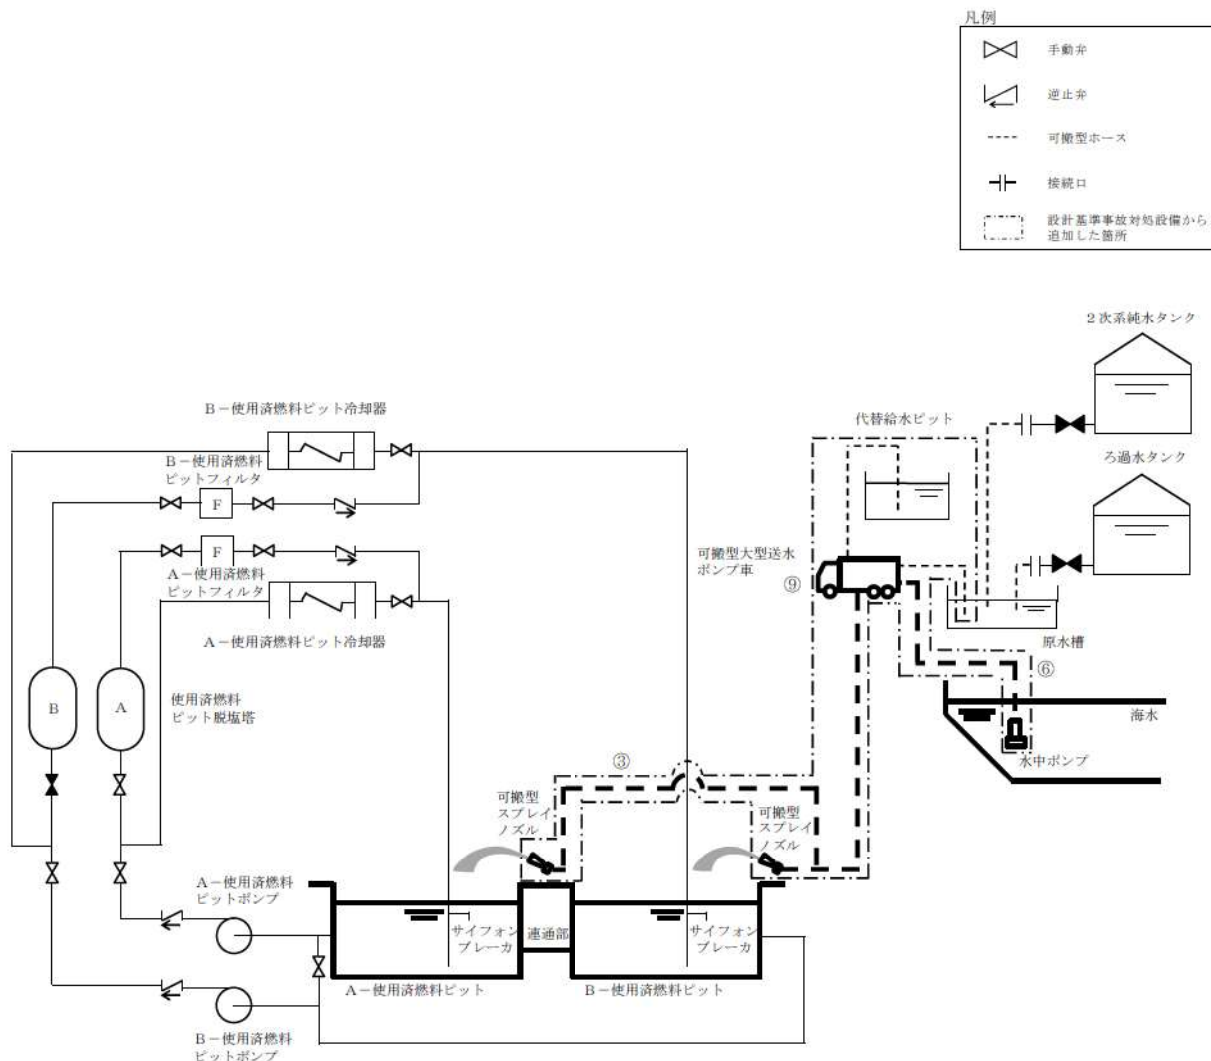 凡例
手動弁
逆止弁
可搬型ホース
接続口
設計基準事故対処設備から
追加した箇所
2次系純水タンク
B-使用済燃料ピット冷却器
代替給水ピット
B-使用済燃料
ピットフィルタ
ろ過水タンク
F
F
可搬型大型送水
ポンプ車
A-使用済燃料
ピットフィルタ
⑨
原水槽
A-使用済燃料ピット冷却器
⑥
B
A
使用済燃料
ピット脱塩塔
海水
水中ポンプ
③
可搬型
スプレイ
ノズル
可搬型
スプレイ
ノズル
A-使用済燃料
ピットポンプ
サイフォン
ブレーカ
連通部
サイフォン
ブレーカ
A-使用済燃料ピット
B-使用済燃料ピット
B-使用済燃料
ピットポンプ